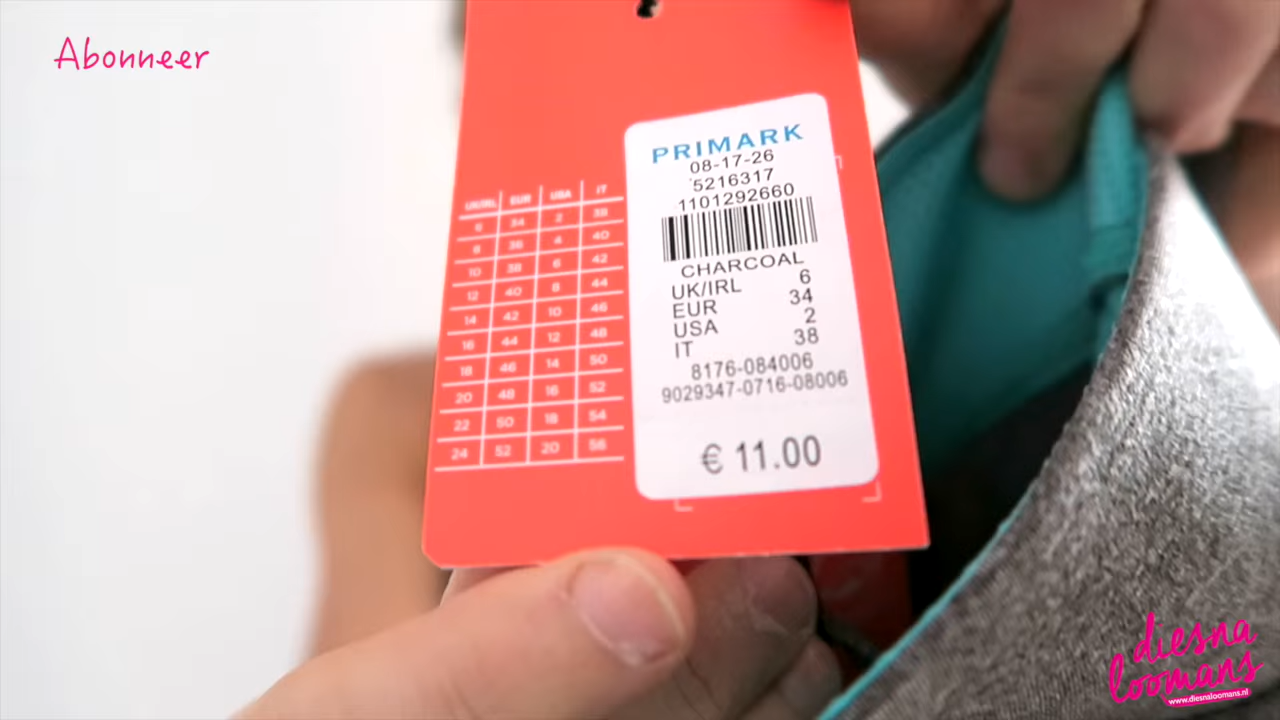 Abonneer
PRIMARK
08-17-26
5216317
1101292660
CHARCOAL
UK/IRL 6
EUR 34
USA 2
IT 38
8176-084006
9029347-0716-08006
€ 11.00
UK/IRL EUR USA IT
6 34 2 38
8 36 4 40
10 38 6 42
12 40 8 44
14 42 10 46
16 44 12 48
18 46 14 50
20 48 16 52
22 50 18 54
24 52 20 56
diesna
loomans
www.diesnaloomans.nl